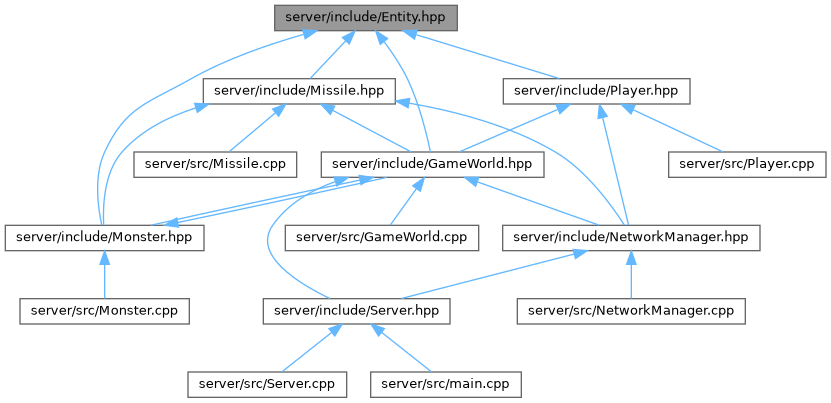 server/include/Entity.hpp
server/include/Missile.hpp
server/include/Player.hpp
server/src/Missile.cpp
server/include/GameWorld.hpp
server/src/Player.cpp
server/include/Monster.hpp
server/src/GameWorld.cpp
server/include/NetworkManager.hpp
server/src/Monster.cpp
server/include/Server.hpp
server/src/NetworkManager.cpp
server/src/Server.cpp
server/src/main.cpp